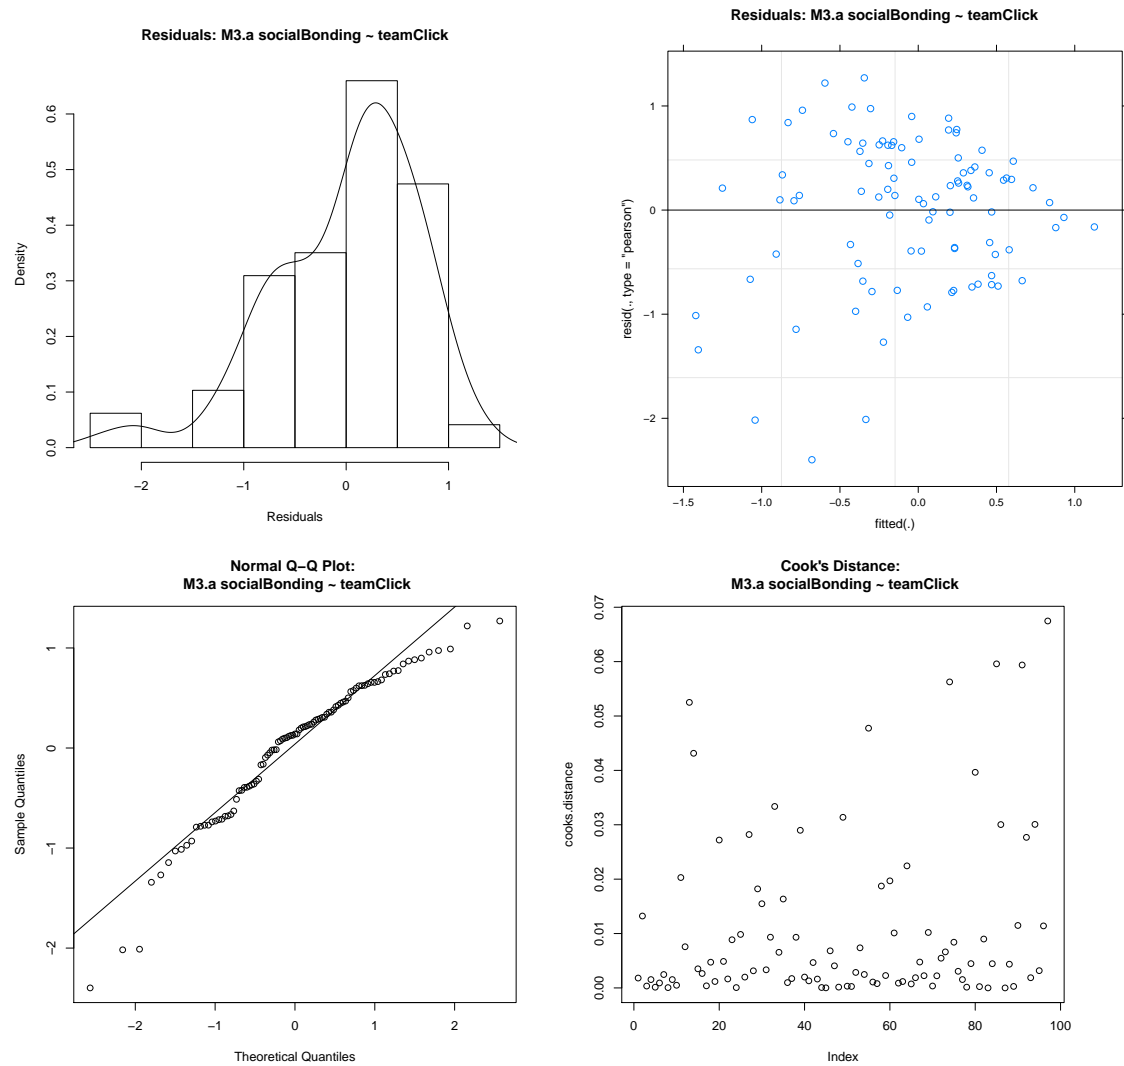 Residuals: M3.a socialBonding ~ teamClick
Density
0.0 0.1 0.2 0.3 0.4 0.5 0.6
−2 −1 0 1
Residuals
Residuals: M3.a socialBonding ~ teamClick
resid(., type = "pearson")
1
0
−1
−2
−1.5 −1.0 −0.5 0.0 0.5 1.0
fitted(.)
Normal Q−Q Plot:
M3.a socialBonding ~ teamClick
Sample Quantiles
−2 −1 0 1
−2 −1 0 1 2
Theoretical Quantiles
Cook's Distance:
M3.a socialBonding ~ teamClick
cooks.distance
0.00 0.01 0.02 0.03 0.04 0.05 0.06 0.07
0 20 40 60 80 100
Index